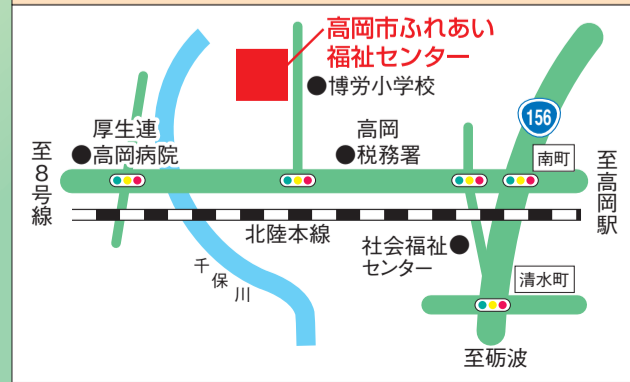 高岡市ふれあい
福祉センター
●博労小学校
156
厚生連
●高岡病院
高岡
●税務署
南町
至8号線
至高岡駅
北陸本線
社会福祉●
センター
千保川
清水町
至砺波